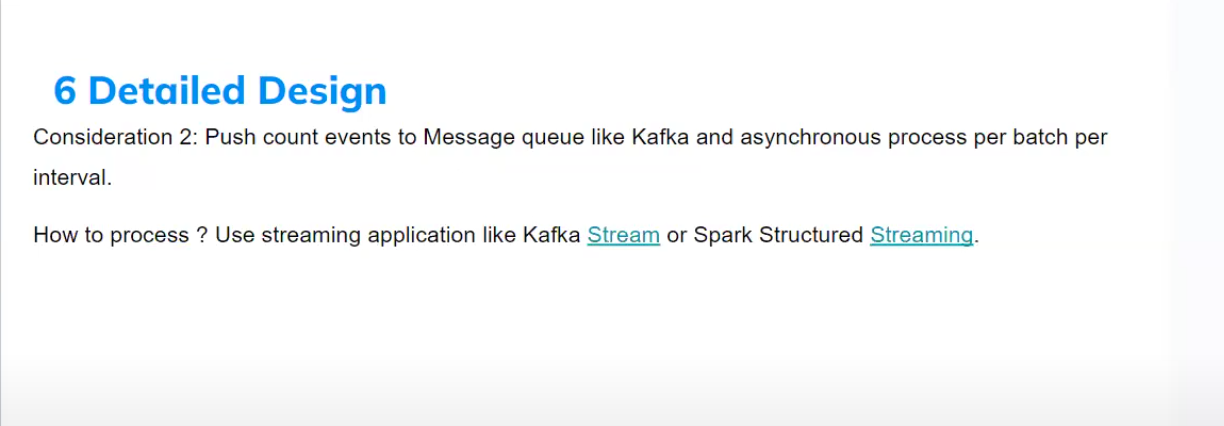 6 Detailed Design
Consideration 2: Push count events to Message queue like Kafka and asynchronous process per batch per
interval.
How to process ? Use streaming application like Kafka Stream or Spark Structured Streaming.